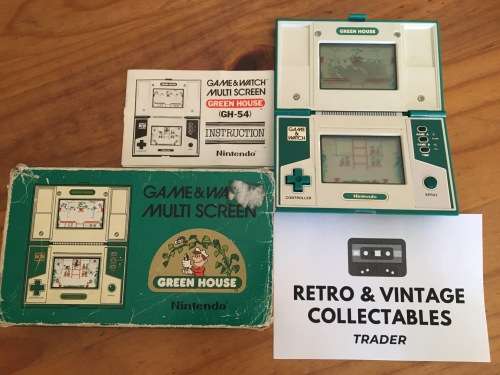 GAME & WATCH
MULTI SCREEN
GREEN HOUSE
(GH-54)
INSTRUCTION
Nintendo
GREEN HOUSE
GAME &
WATCH
CONTROLLER
Nintendo
GAME & WATCH
MULTI SCREEN
GREEN HOUSE
Nintendo
RETRO & VINTAGE
COLLECTABLES
TRADER